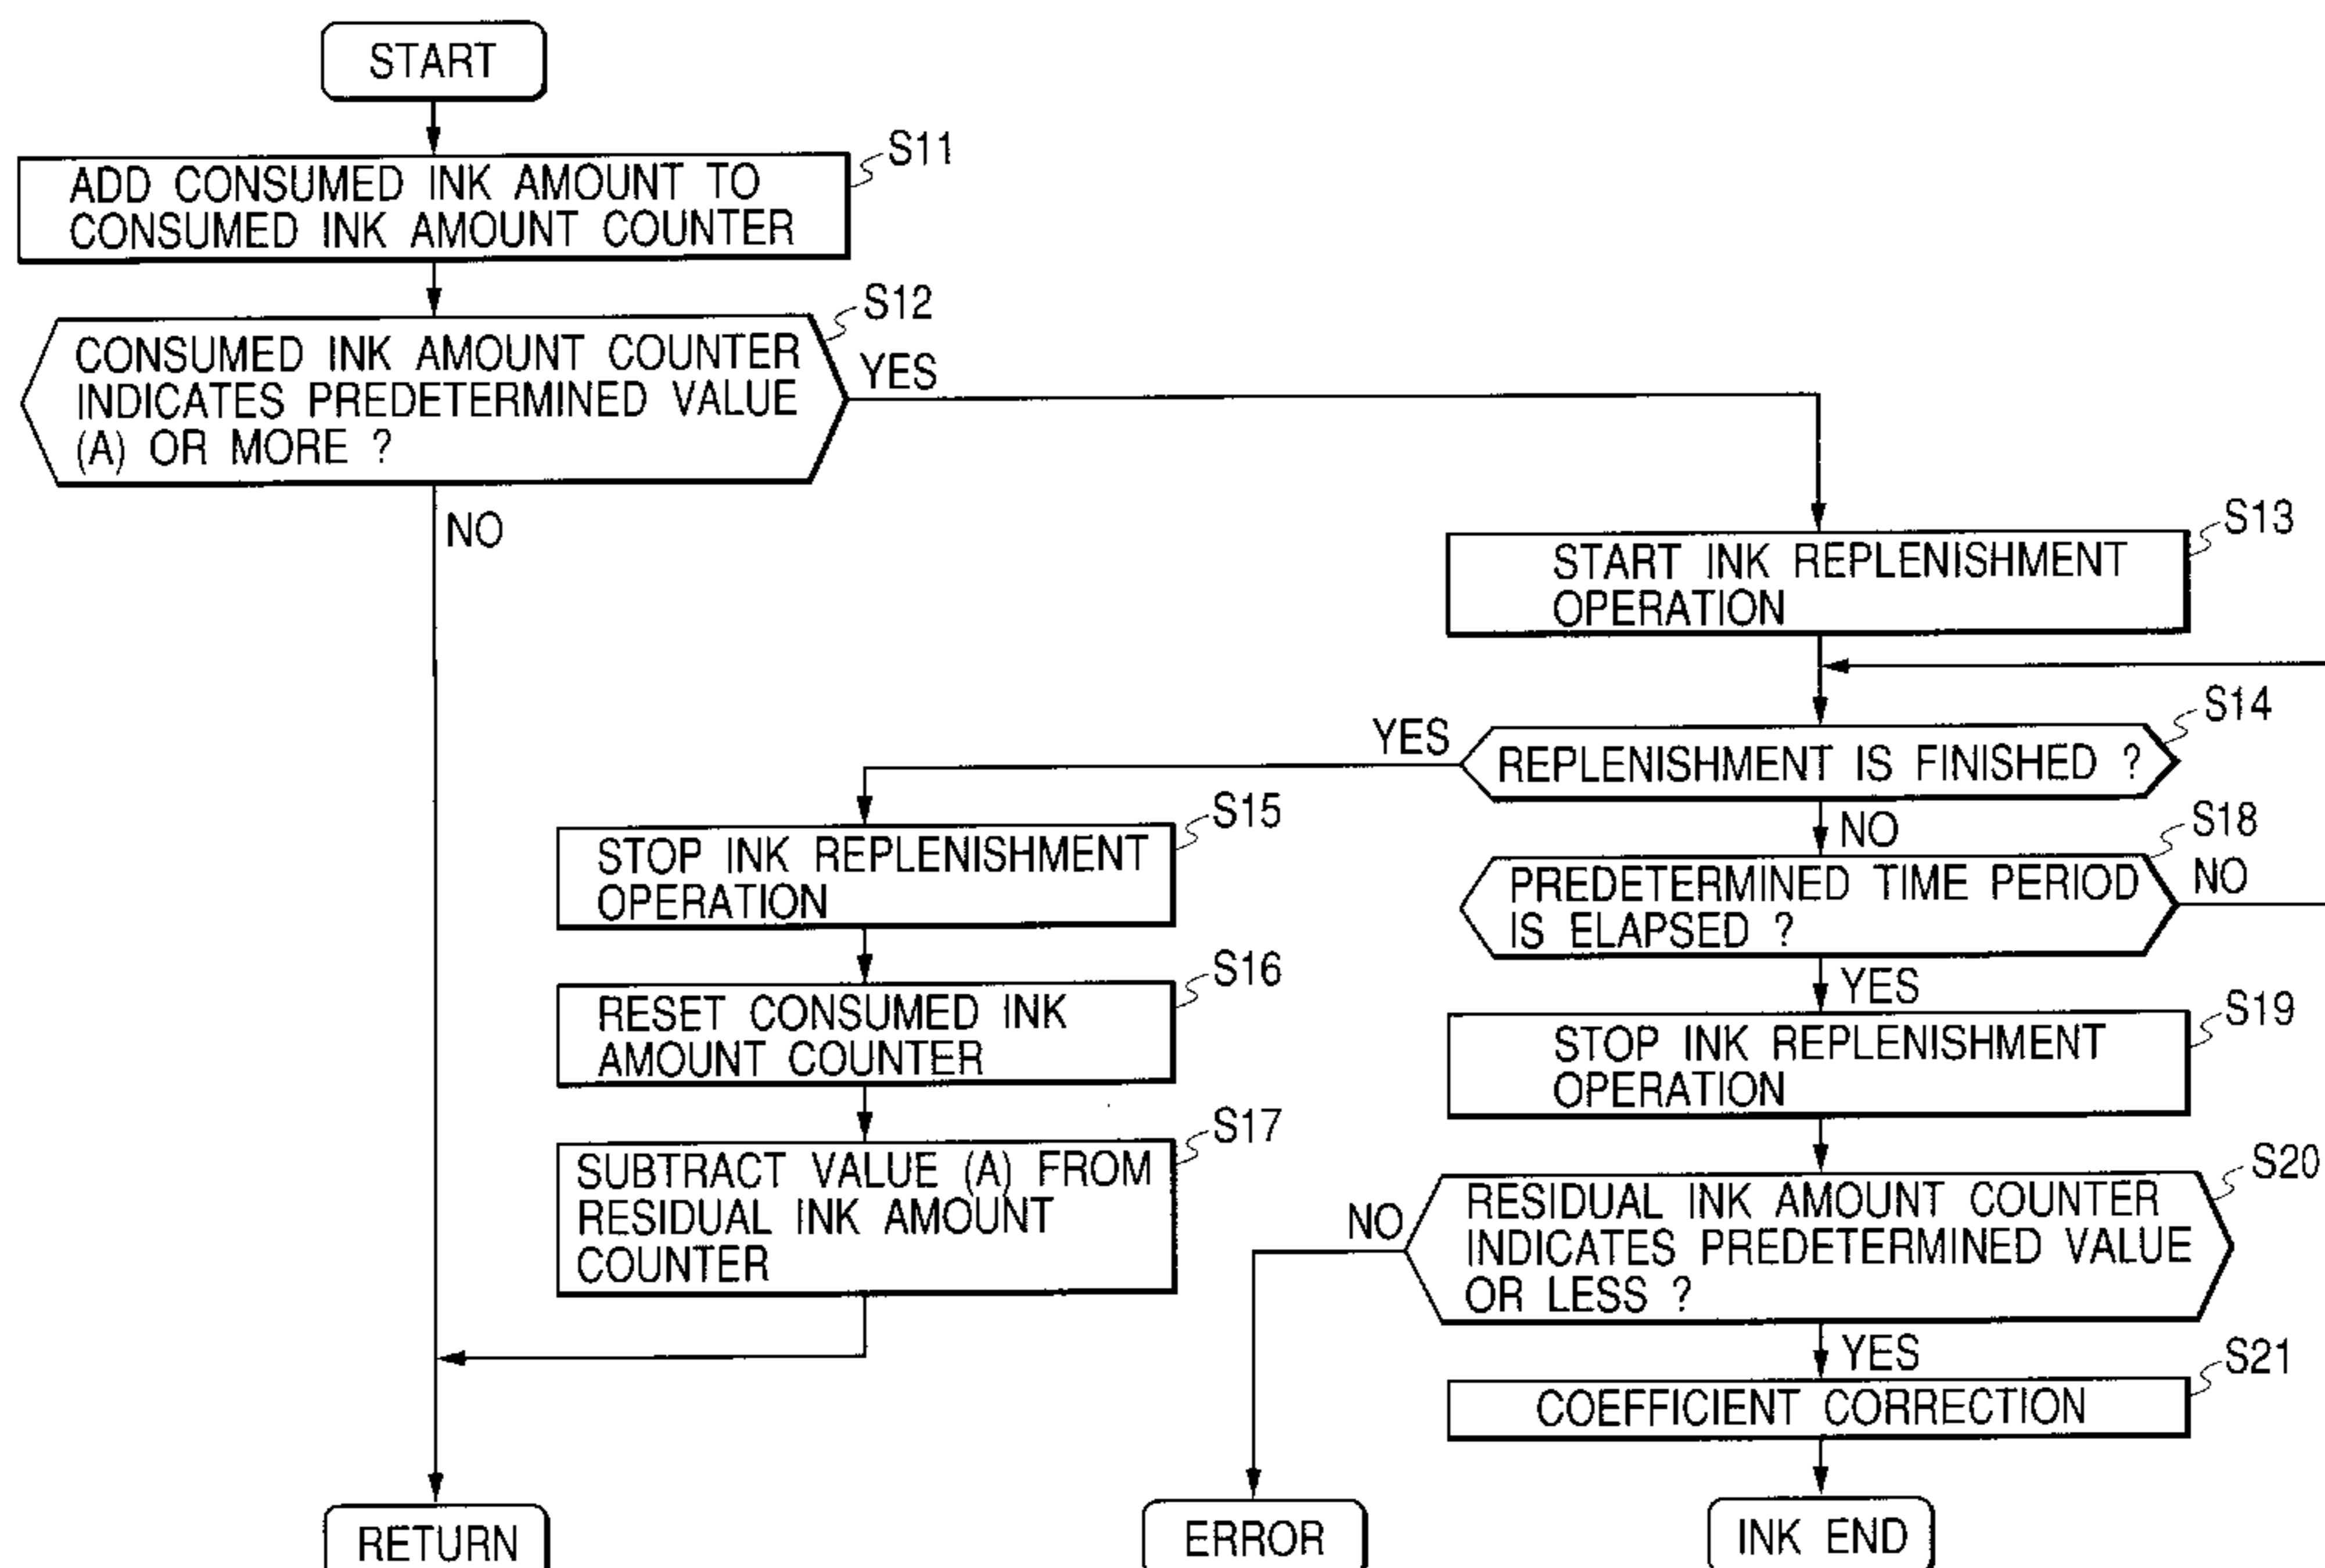 START
S11
ADD CONSUMED INK AMOUNT TO
CONSUMED INK AMOUNT COUNTER
S12
CONSUMED INK AMOUNT COUNTER
INDICATES PREDETERMINED VALUE
(A) OR MORE ?
YES
NO
S13
START INK REPLENISHMENT
OPERATION
S14
REPLENISHMENT IS FINISHED ?
YES
NO
S15
STOP INK REPLENISHMENT
OPERATION
S16
RESET CONSUMED INK
AMOUNT COUNTER
S17
SUBTRACT VALUE (A) FROM
RESIDUAL INK AMOUNT
COUNTER
S18
PREDETERMINED TIME PERIOD
IS ELAPSED ?
NO
YES
S19
STOP INK REPLENISHMENT
OPERATION
S20
RESIDUAL INK AMOUNT COUNTER
INDICATES PREDETERMINED VALUE
OR LESS ?
NO
YES
S21
COEFFICIENT CORRECTION
RETURN
ERROR
INK END